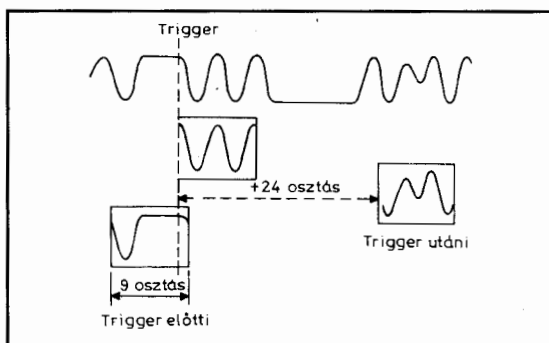 Trigger
+24 osztás
Trigger utáni
9 osztás
Trigger előtti